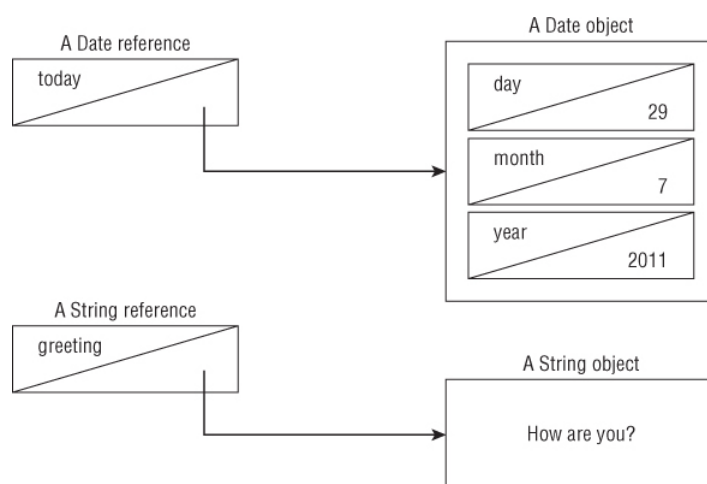 A Date reference
today
A Date object
day
29
month
7
year
2011
A String reference
greeting
A String object
How are you?